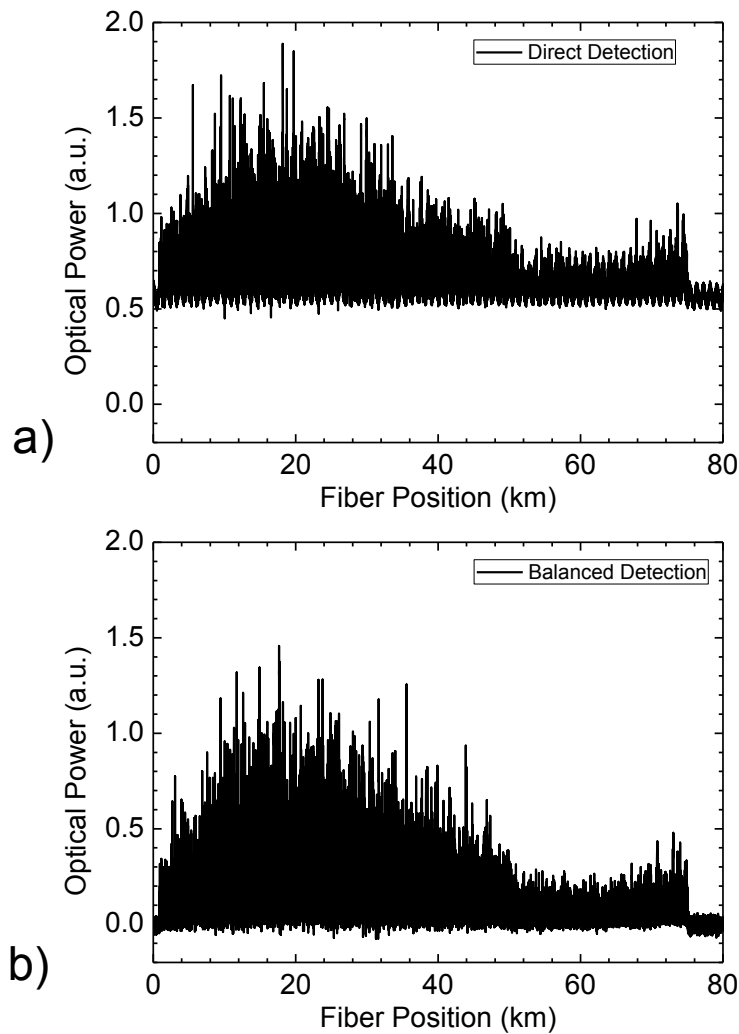 2.0
Direct Detection
1.5
1.0
0.5
0.0
Optical Power (a.u.)
a)
0 20 40 60 80
Fiber Position (km)
2.0
Balanced Detection
1.5
1.0
0.5
0.0
Optical Power (a.u.)
b)
0 20 40 60 80
Fiber Position (km)